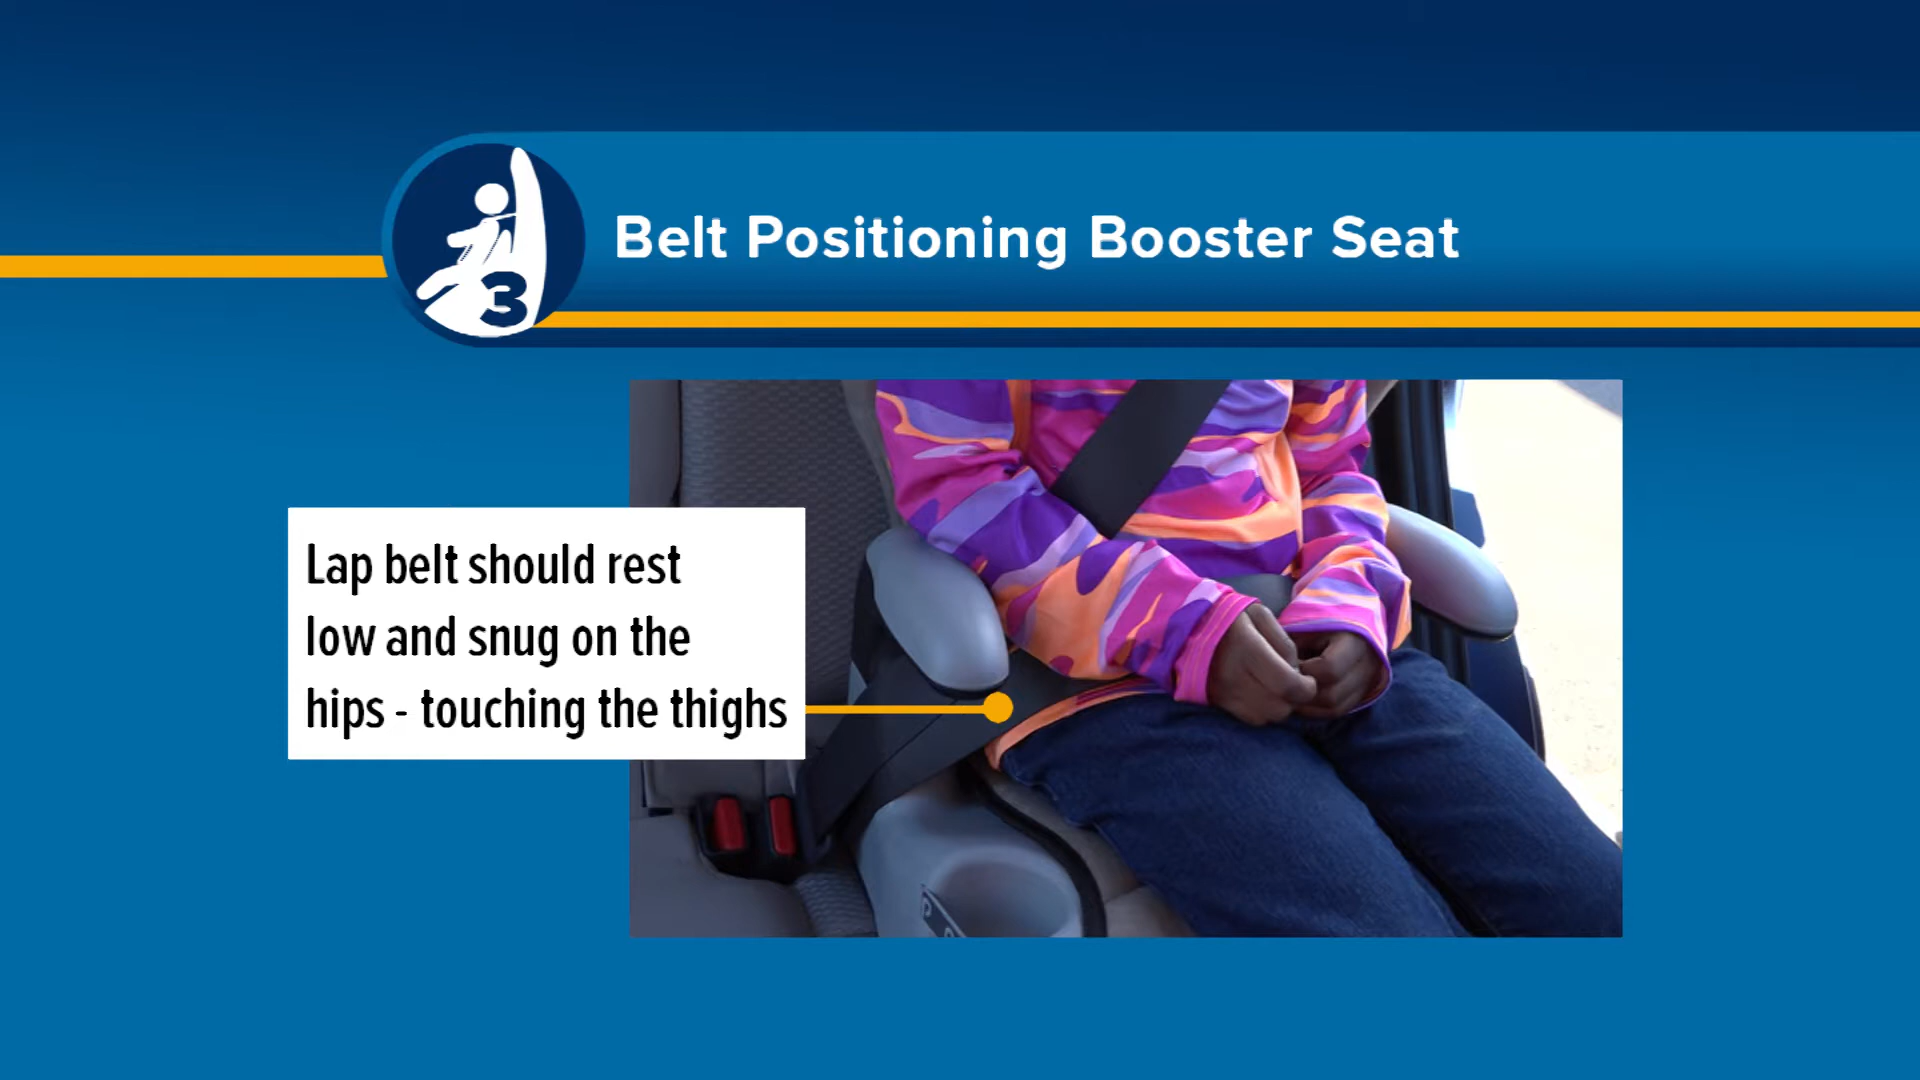 3
Belt Positioning Booster Seat
Lap belt should rest
low and snug on the
hips - touching the thighs